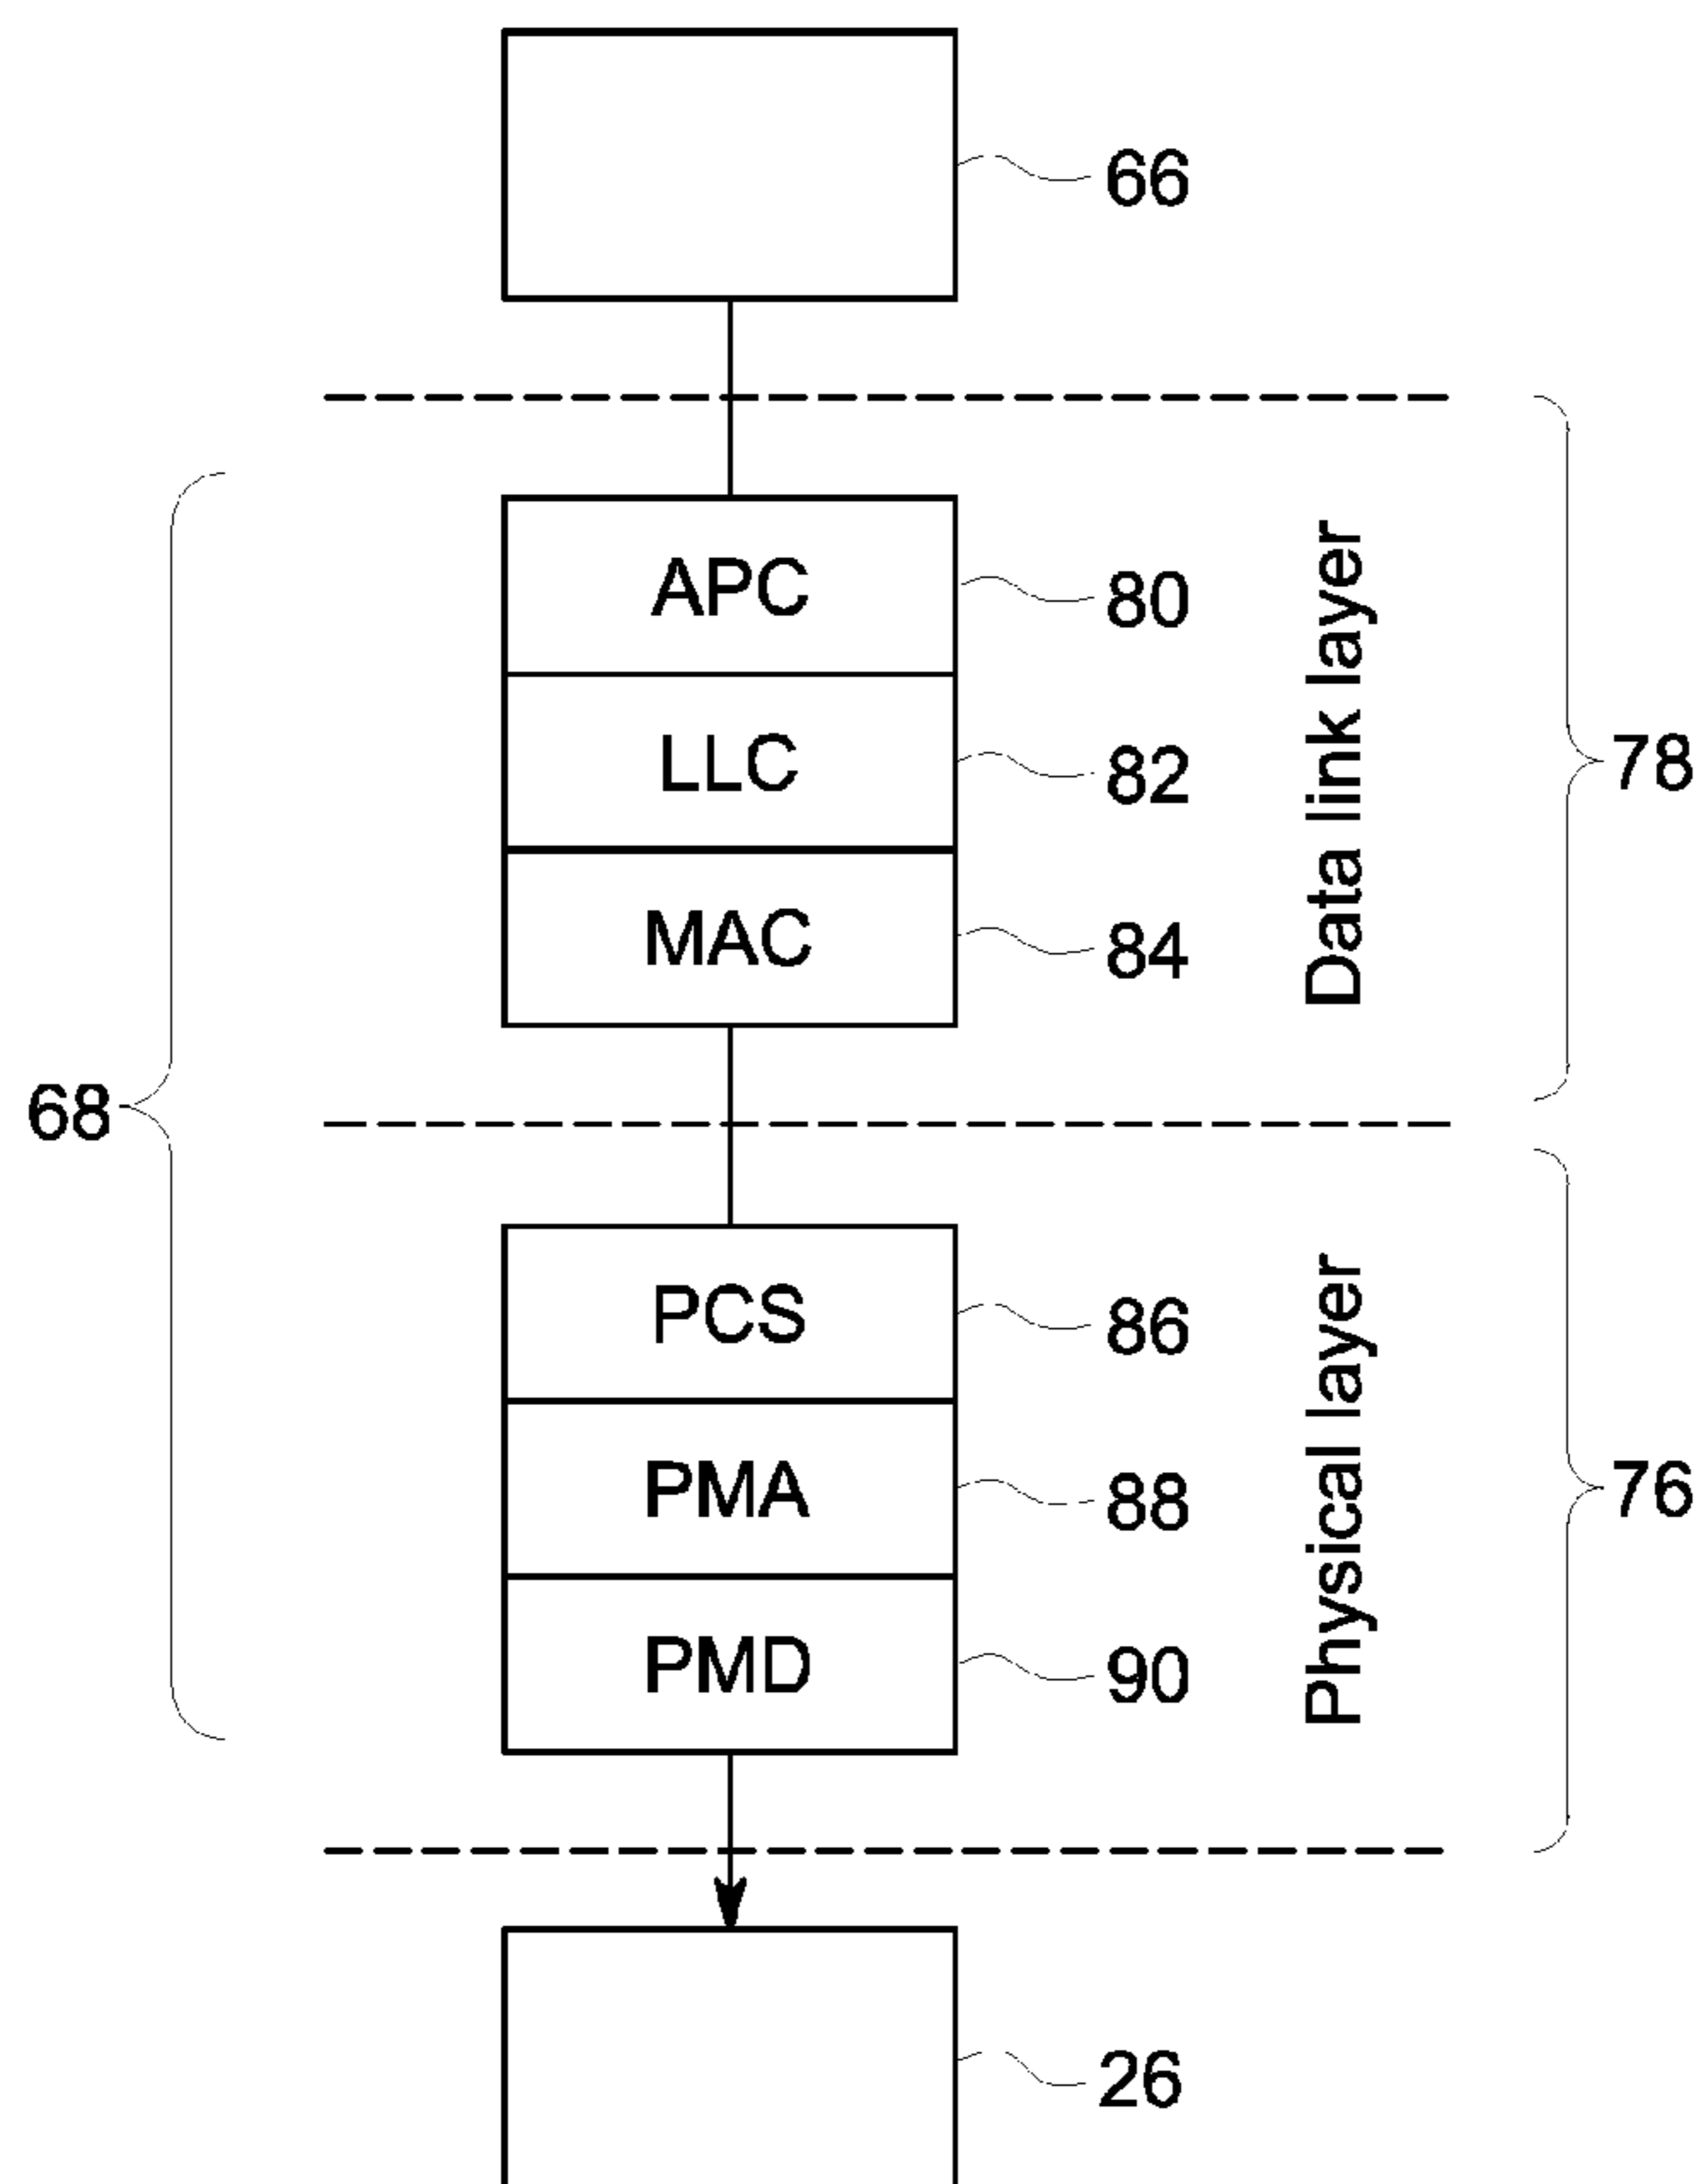 66
APC
80
LLC
82
MAC
84
Data link layer
78
68
PCS
86
PMA
88
PMD
90
Physical layer
76
26